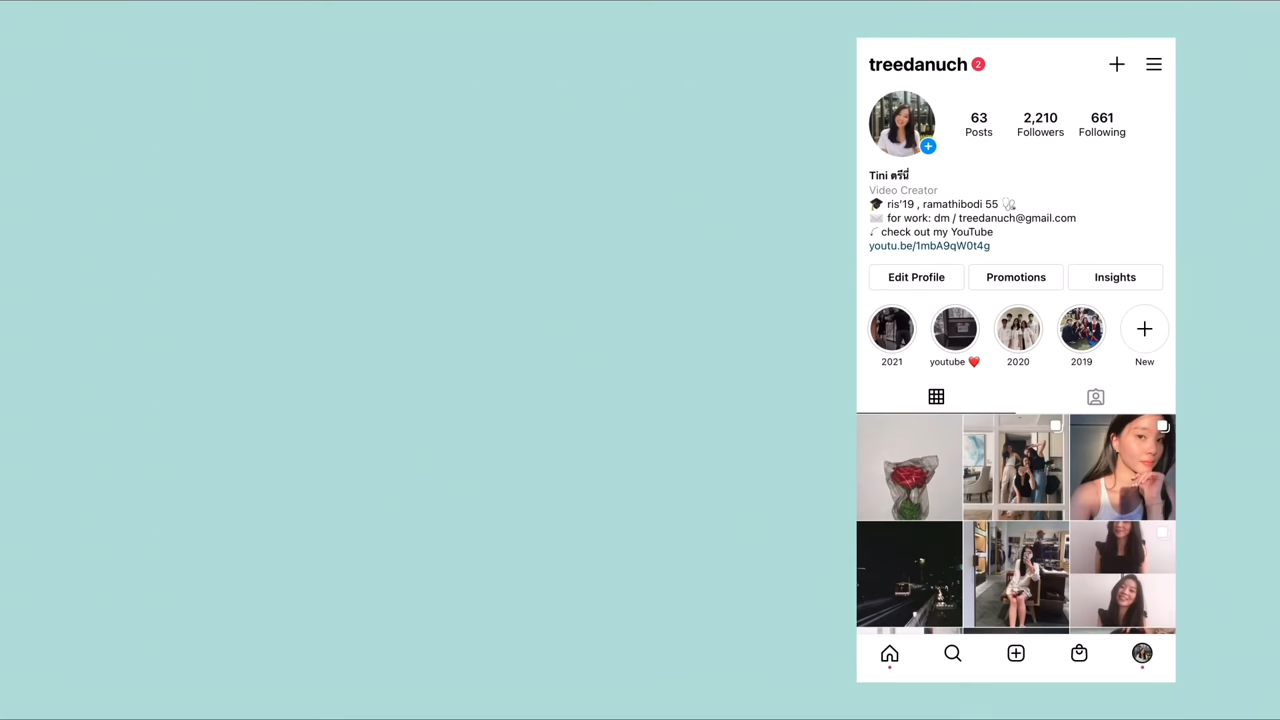 treedanuch 2
63 2,210 661
Posts Followers Following
Tini ตรีนี่
Video Creator
🎓 ris'19 , ramathibodi 55 🩺
✉️ for work: dm / treedanuch@gmail.com
check out my YouTube
youtu.be/1mbA9qW0t4g
Edit Profile Promotions Insights
2021 youtube ❤️ 2020 2019 New